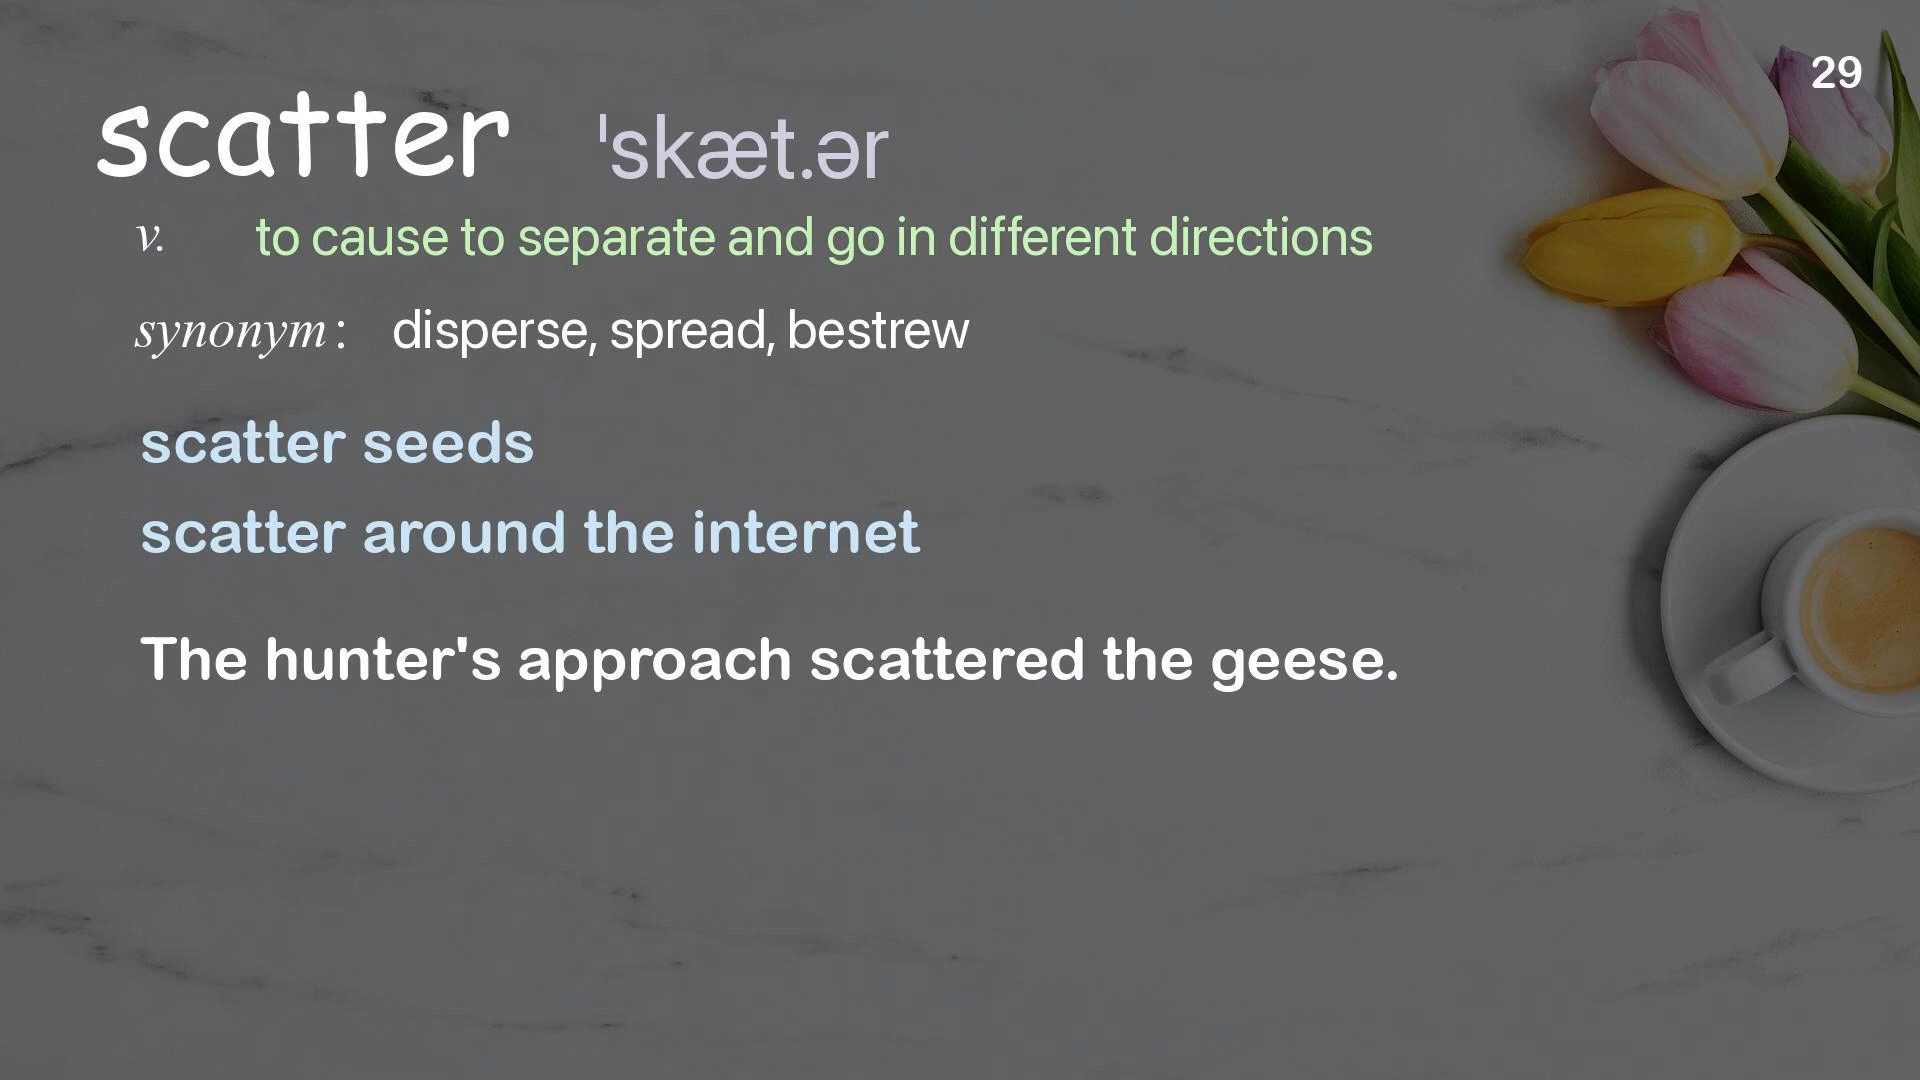 29
scatter ˈskæt.ər
v. to cause to separate and go in different directions
synonym : disperse, spread, bestrew
scatter seeds
scatter around the internet
The hunter's approach scattered the geese.